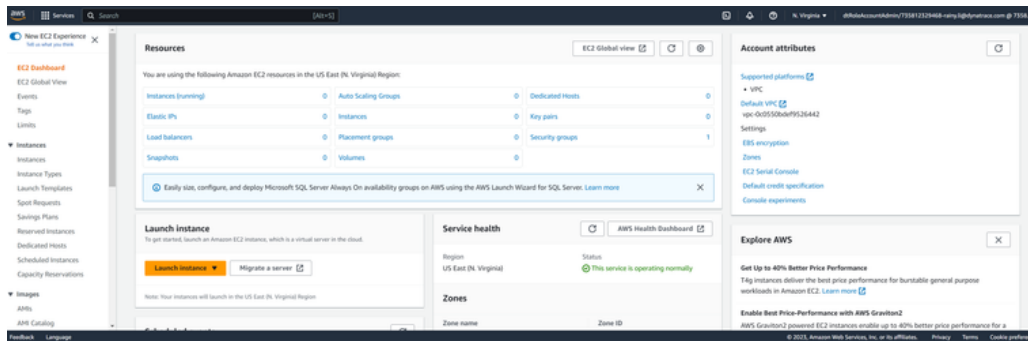 aws
Services
Search
[Alt+S]
N. Virginia
New EC2 Experience
Tell us what you think
EC2 Dashboard
EC2 Global View
Events
Tags
Limits
Instances
Instances
Instance Types
Launch Templates
Spot Requests
Savings Plans
Reserved Instances
Dedicated Hosts
Scheduled Instances
Capacity Reservations
Images
AMIs
AMI Catalog
Resources
EC2 Global view
You are using the following Amazon EC2 resources in the US East (N. Virginia) Region:
Instances (running) 0 Auto Scaling Groups 0 Dedicated Hosts 0
Elastic IPs 0 Instances 0 Key pairs 0
Load balancers 0 Placement groups 0 Security groups 1
Snapshots 0 Volumes 0
Easily size, configure, and deploy Microsoft SQL Server Always On availability groups on AWS using the AWS Launch Wizard for SQL Server. Learn more
Launch instance
To get started, launch an Amazon EC2 instance, which is a virtual server in the cloud.
Launch instance
Migrate a server
Note: Your instances will launch in the US East (N. Virginia) Region
Service health
AWS Health Dashboard
Region Status
US East (N. Virginia) This service is operating normally
Zones
Zone name Zone ID
Account attributes
Supported platforms
• VPC
Default VPC
vpc-0c0550bdef9526442
Settings
EBS encryption
Zones
EC2 Serial Console
Default credit specification
Console experiments
Explore AWS
Get Up to 40% Better Price Performance
T4g instances deliver the best price performance for burstable general purpose
workloads in Amazon EC2. Learn more
Enable Best Price-Performance with AWS Graviton2
AWS Graviton2 powered EC2 instances enable up to 40% better price performance for a
Feedback Language
© 2023, Amazon Web Services, Inc. or its affiliates. Privacy Terms Cookie